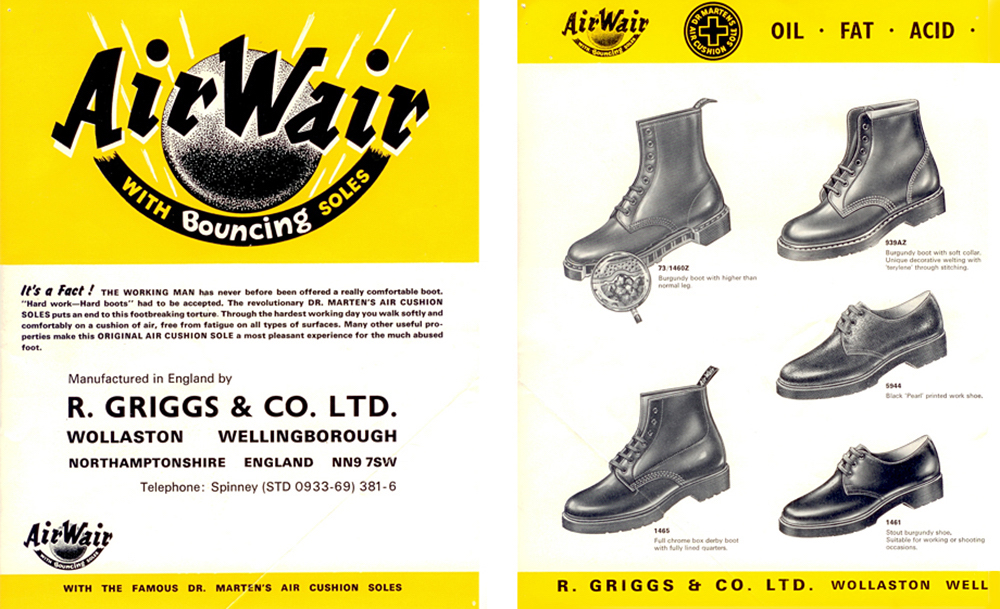 AirWair
WITH Bouncing SOLES
It's a Fact! THE WORKING MAN has never before been offered a really comfortable boot.
"Hard work—Hard boots" had to be accepted. The revolutionary DR. MARTEN'S AIR CUSHION
SOLES puts an end to this footbreaking torture. Through the hardest working day you walk softly and
comfortably on a cushion of air, free from fatigue on all types of surfaces. Many other useful pro-
perties make this ORIGINAL AIR CUSHION SOLE a most pleasant experience for the much abused
foot.
Manufactured in England by
R. GRIGGS & CO. LTD.
WOLLASTON WELLINGBOROUGH
NORTHAMPTONSHIRE ENGLAND NN9 7SW
Telephone: Spinney (STD 0933-69) 381-6
AirWair
WITH Bouncing SOLES
WITH THE FAMOUS DR. MARTEN'S AIR CUSHION SOLES
AirWair
WITH Bouncing SOLES
DR MARTENS
AIR CUSHION SOLES
OIL · FAT · ACID ·
73/1460Z
Burgundy boot with higher than
normal leg.
939AZ
Burgundy boot with soft collar.
Unique decorative welting with
'terylene' through stitching.
5944
Black 'Pearl' printed work shoe.
AirWair
1465
Full chrome box derby boot
with fully lined quarters.
1461
Stout burgundy shoe,
Suitable for working or shooting
occasions.
R. GRIGGS & CO. LTD. WOLLASTON WELL